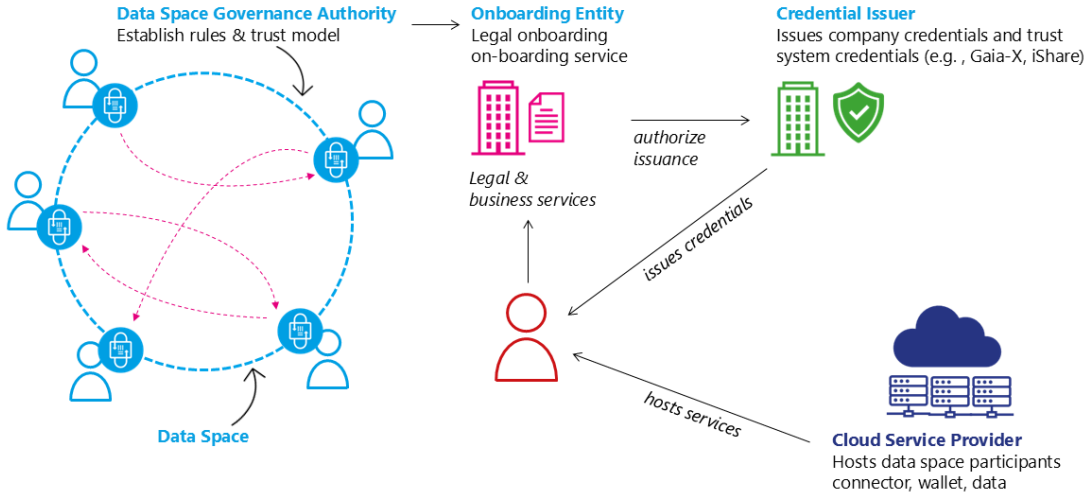 Data Space Governance Authority
Establish rules & trust model
Onboarding Entity
Legal onboarding
on-boarding service
Credential Issuer
Issues company credentials and trust
system credentials (e.g. , Gaia-X, iShare)
authorize
issuance
Legal &
business services
issues credentials
hosts services
Data Space
Cloud Service Provider
Hosts data space participants
connector, wallet, data